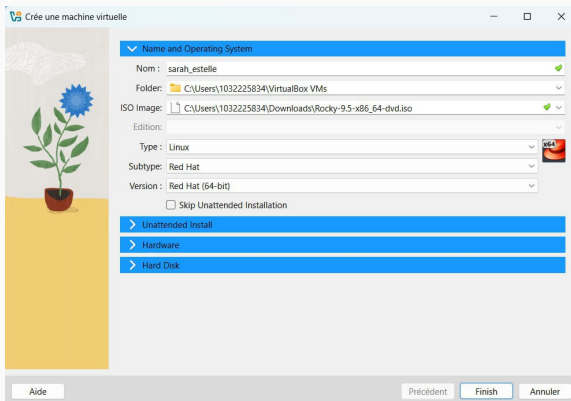 Crée une machine virtuelle
Name and Operating System
Nom : sarah_estelle
Folder: C:\Users\1032225834\VirtualBox VMs
ISO Image: C:\Users\1032225834\Downloads\Rocky-9.5-x86_64-dvd.iso
Edition:
Type : Linux
x64
Subtype: Red Hat
Version : Red Hat (64-bit)
Skip Unattended Installation
Unattended Install
Hardware
Hard Disk
Aide Précédent Finish Annuler